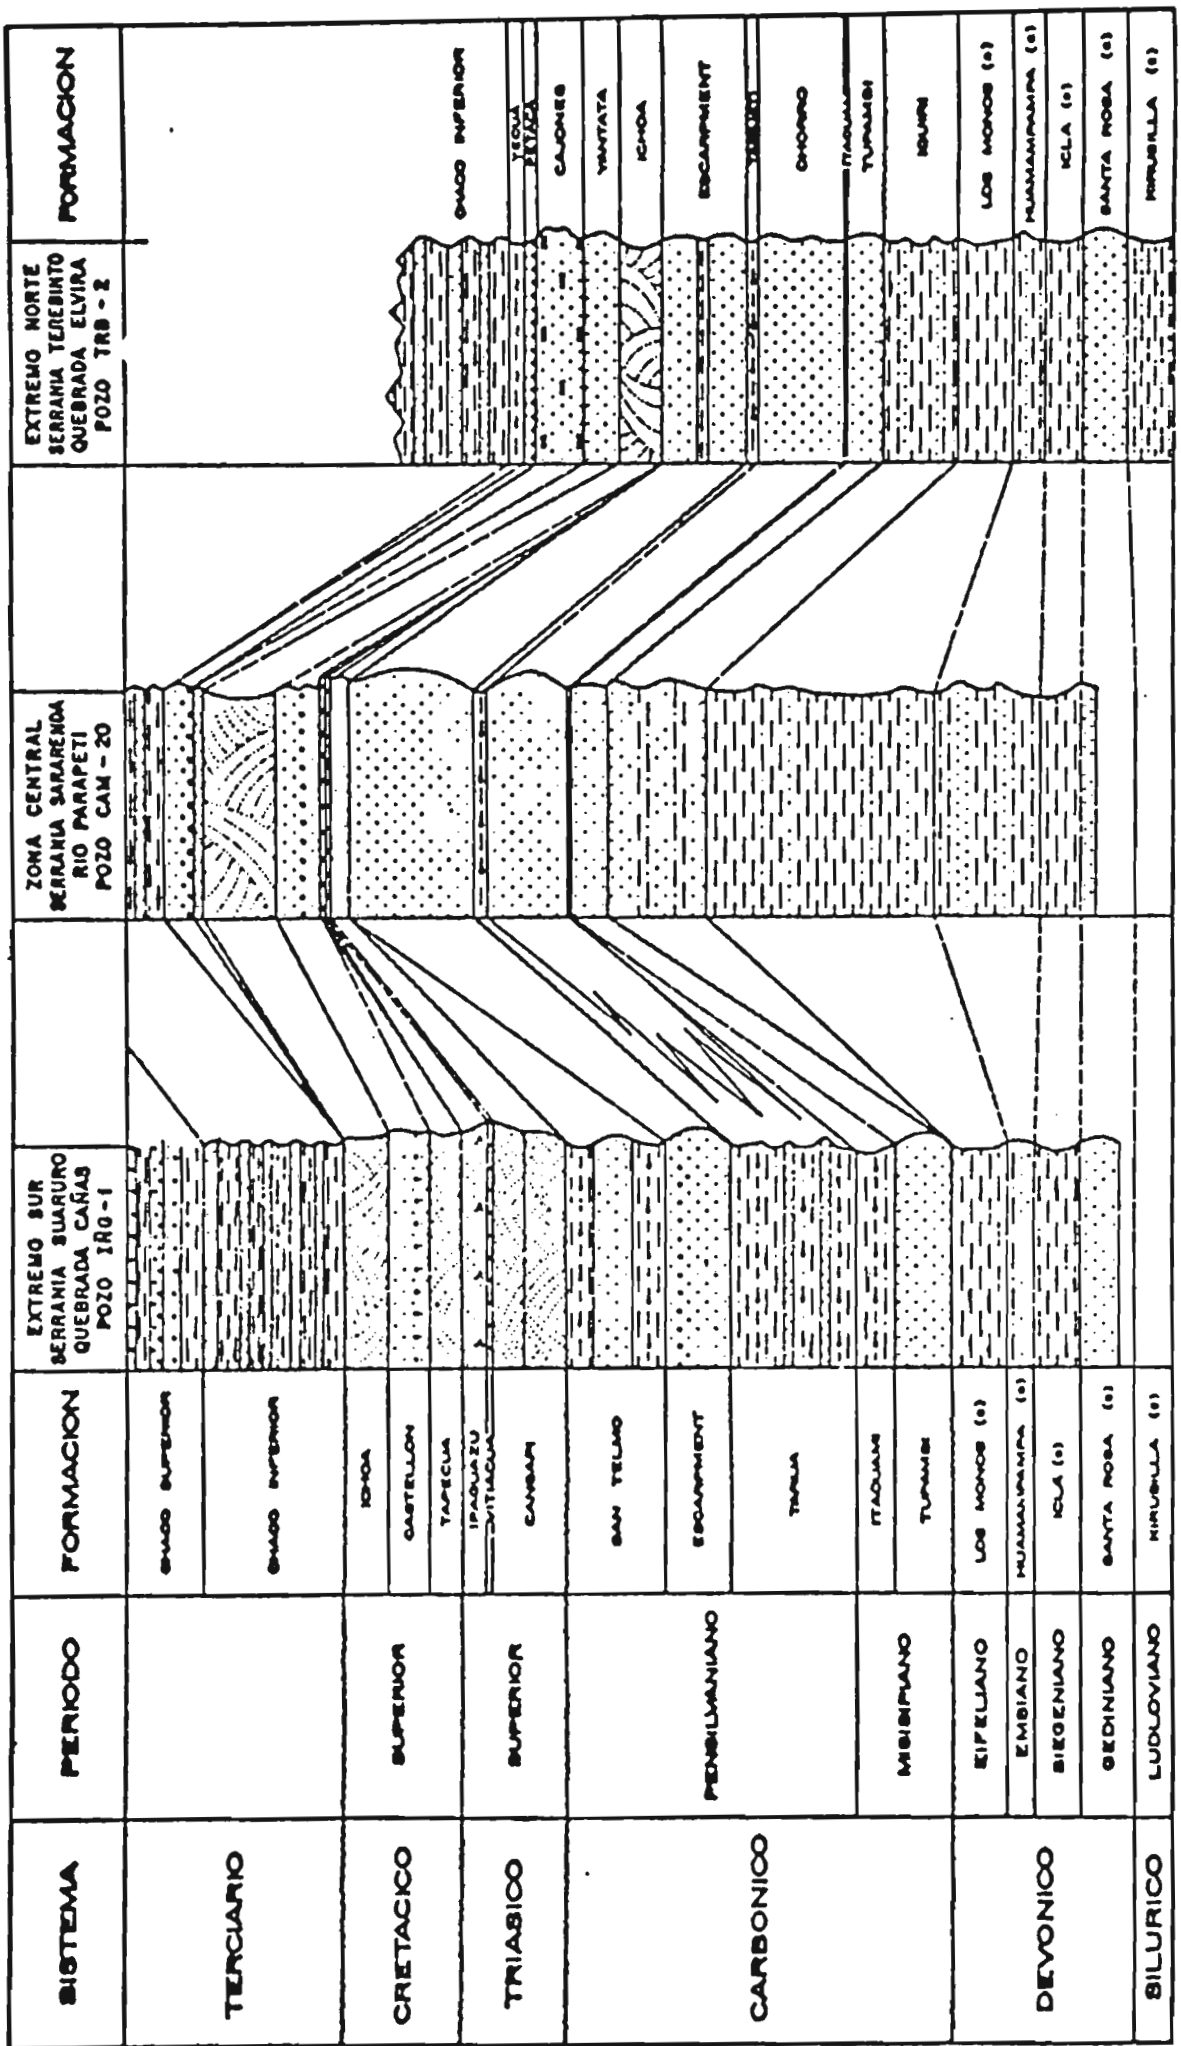 SISTEMA
PERIODO
FORMACION
EXTREMO SUR
SERRANIA SUARURO
QUEBRADA CAÑAS
POZO IÑG-1
ZONA CENTRAL
SERRANIA SARARENDA
RIO PARAPETI
POZO CAM-20
EXTREMO NORTE
SERRANIA TEREBINTO
QUEBRADA ELVIRA
POZO TRB-2
FORMACION
TERCIARIO
CHACO SUPERIOR
CHACO INFERIOR
CHACO INFERIOR
YECUA
PETACA
CRETACICO
SUPERIOR
ICHOA
CASTELLON
TAPECUA
CAJONES
YANTATA
ICHOA
TRIASICO
SUPERIOR
IPAGUAZU
VITIACUA
CANGAPI
CARBONICO
PENSILVANIANO
SAN TELMO
ESCARPMENT
TARIJA
ESCARPMENT
CHORRO
MISISIPIANO
ITACUAMI
TUPAMBI
TUPAMBI
IQUIRI
DEVONICO
EIFELIANO
LOS MONOS (o)
LOS MONOS (o)
EMSIANO
HUAMAMPAMPA (o)
HUAMAMPAMPA (o)
SIEGENIANO
ICLA (o)
ICLA (o)
GEDINIANO
SANTA ROSA (o)
SANTA ROSA (o)
SILURICO
LUDLOVIANO
KIRUSILLA (o)
KIRUSILLA (o)